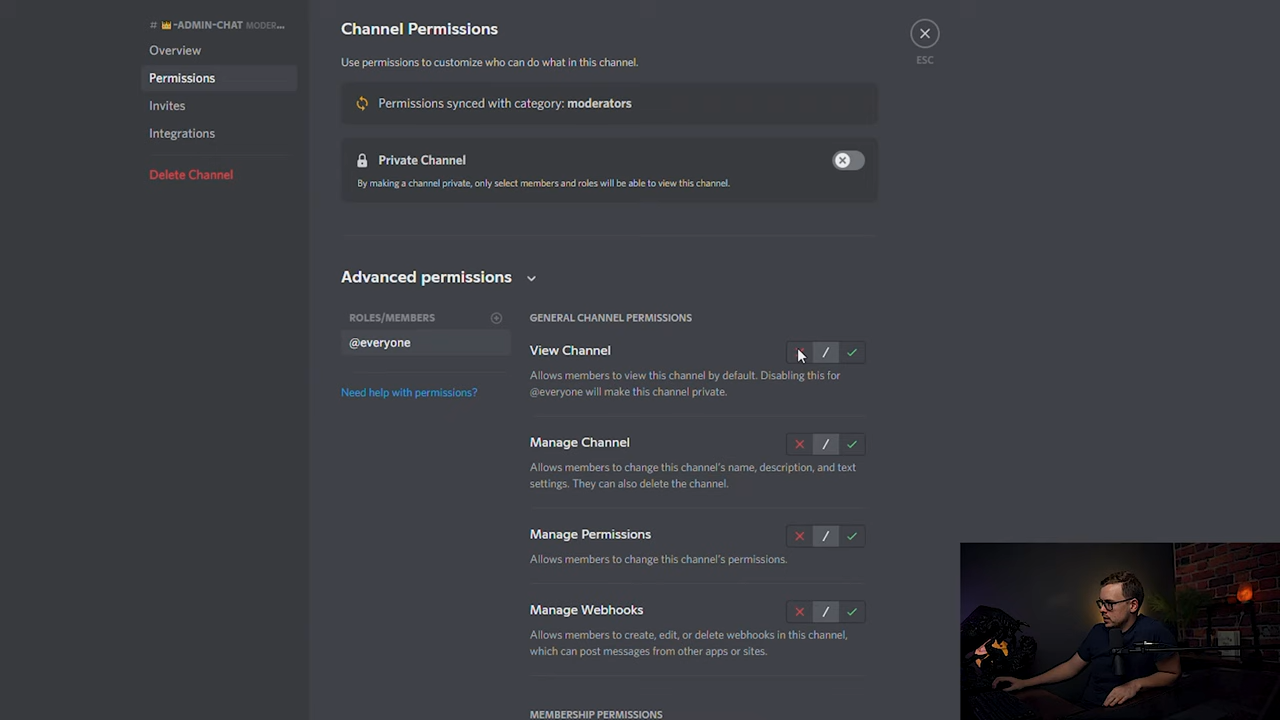 # 👑-ADMIN-CHAT MODER...
Overview
Permissions
Invites
Integrations
Delete Channel
Channel Permissions
Use permissions to customize who can do what in this channel.
Permissions synced with category: moderators
Private Channel
By making a channel private, only select members and roles will be able to view this channel.
ESC
Advanced permissions
ROLES/MEMBERS
@everyone
Need help with permissions?
GENERAL CHANNEL PERMISSIONS
View Channel
Allows members to view this channel by default. Disabling this for
@everyone will make this channel private.
Manage Channel
Allows members to change this channel's name, description, and text
settings. They can also delete the channel.
Manage Permissions
Allows members to change this channel's permissions.
Manage Webhooks
Allows members to create, edit, or delete webhooks in this channel,
which can post messages from other apps or sites.
MEMBERSHIP PERMISSIONS